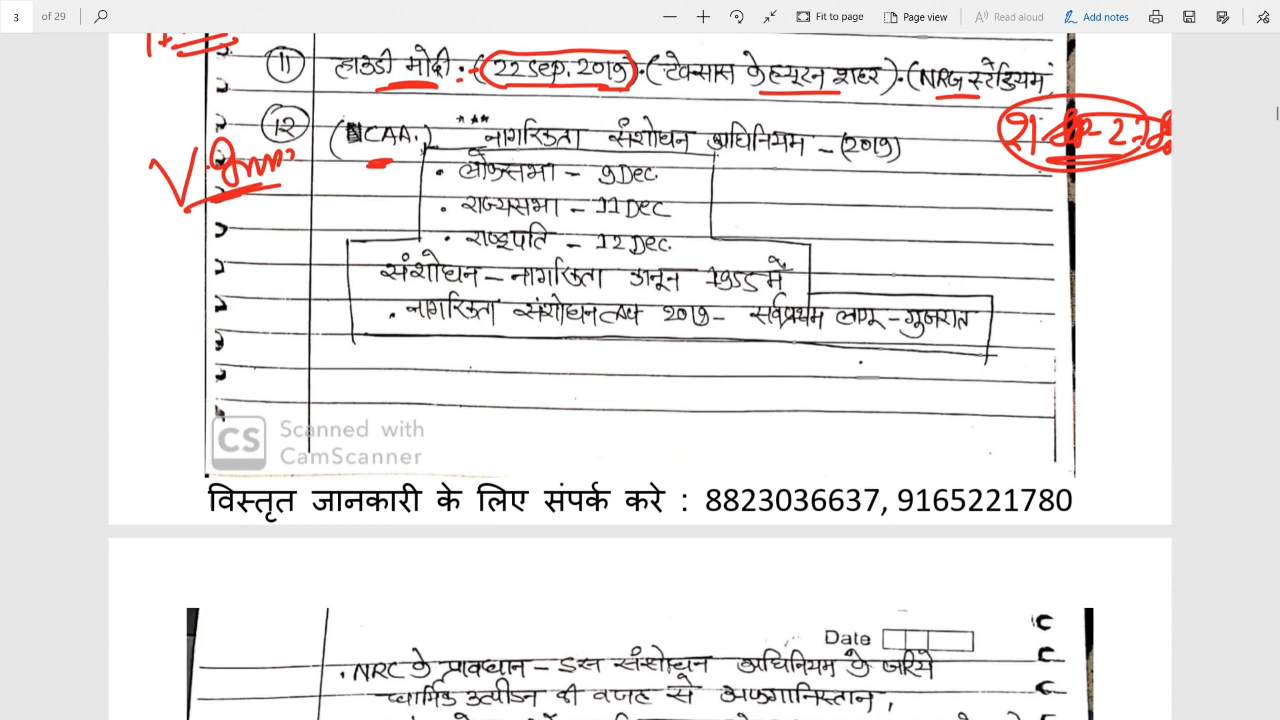 3 of 29 Fit to page Page view Read aloud Add notes
11 हाउडी मोदी :- (22 Sep. 2019). (टेक्सास के ह्यूस्टन शहर). (NRG स्टेडियम,
12 (CAA.) *** नागरिकता संशोधन अधिनियम - (2019)
V. Imp
• लोकसभा - 9 Dec.
• राज्यसभा - 11 Dec
• राष्ट्रपति - 12 Dec.
संशोधन - नागरिकता कानून 1955 में
• नागरिकता संशोधन 2019 - सर्वप्रथम लागू - गुजरात
CS Scanned with
CamScanner
विस्तृत जानकारी के लिए संपर्क करे : 8823036637, 9165221780
Date
• NRC के प्रावधान - इस संशोधन अधिनियम के जरिये
धार्मिक उत्पीडन की वजह से अफगानिस्तान,